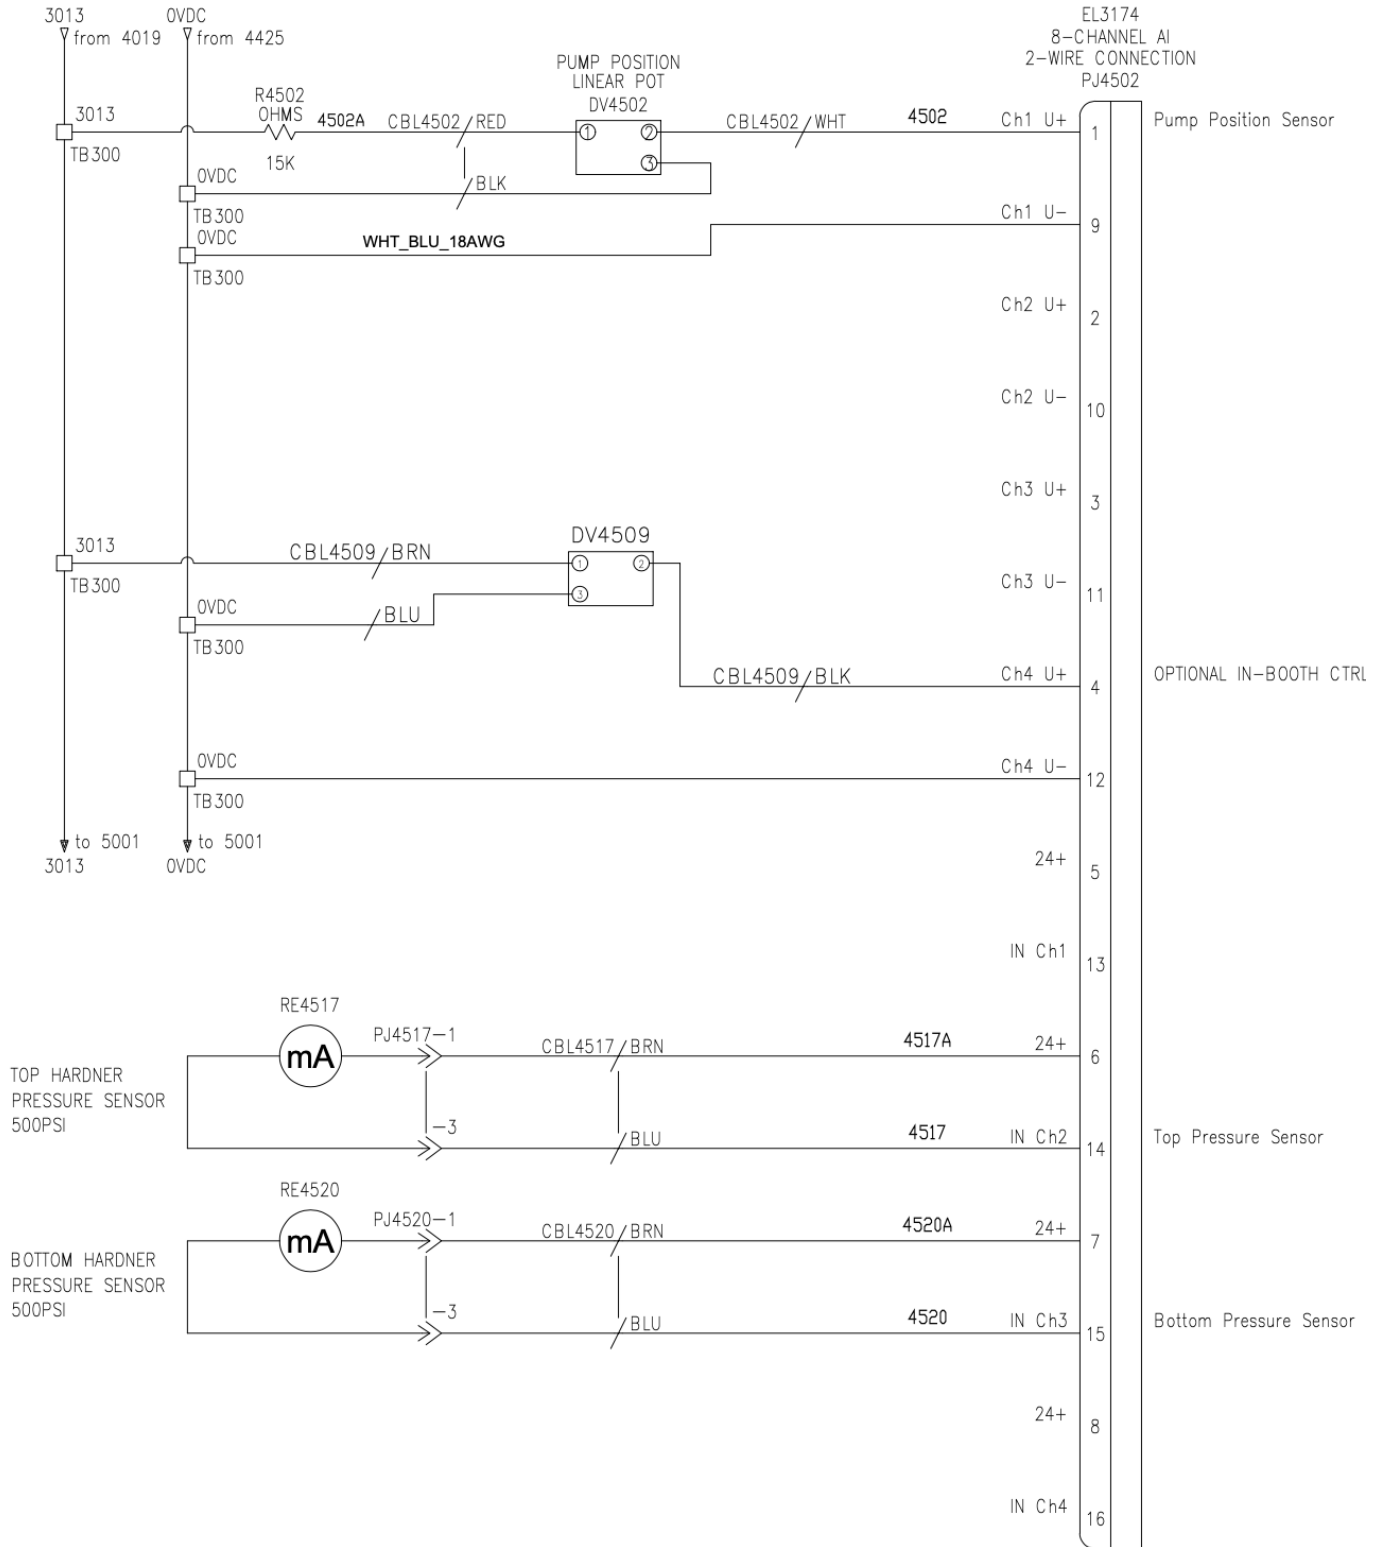 3013
0VDC
from 4019
from 4425
EL3174
8-CHANNEL AI
2-WIRE CONNECTION
PJ4502
PUMP POSITION
LINEAR POT
DV4502
R4502
OHMS
3013
4502A
CBL4502
RED
1
2
CBL4502
WHT
4502
Ch1 U+
1
Pump Position Sensor
TB300
15K
3
0VDC
BLK
TB300
Ch1 U-
9
0VDC
WHT_BLU_18AWG
TB300
Ch2 U+
2
Ch2 U-
10
Ch3 U+
3
DV4509
3013
CBL4509
BRN
1
2
TB300
Ch3 U-
11
3
0VDC
BLU
TB300
CBL4509
BLK
Ch4 U+
4
OPTIONAL IN-BOOTH CTRL
0VDC
Ch4 U-
12
TB300
to 5001
to 5001
3013
0VDC
24+
5
IN Ch1
13
RE4517
PJ4517-1
mA
CBL4517
BRN
4517A
24+
6
TOP HARDNER
PRESSURE SENSOR
500PSI
-3
BLU
4517
IN Ch2
14
Top Pressure Sensor
RE4520
PJ4520-1
mA
CBL4520
BRN
4520A
24+
7
BOTTOM HARDNER
PRESSURE SENSOR
500PSI
-3
BLU
4520
IN Ch3
15
Bottom Pressure Sensor
24+
8
IN Ch4
16